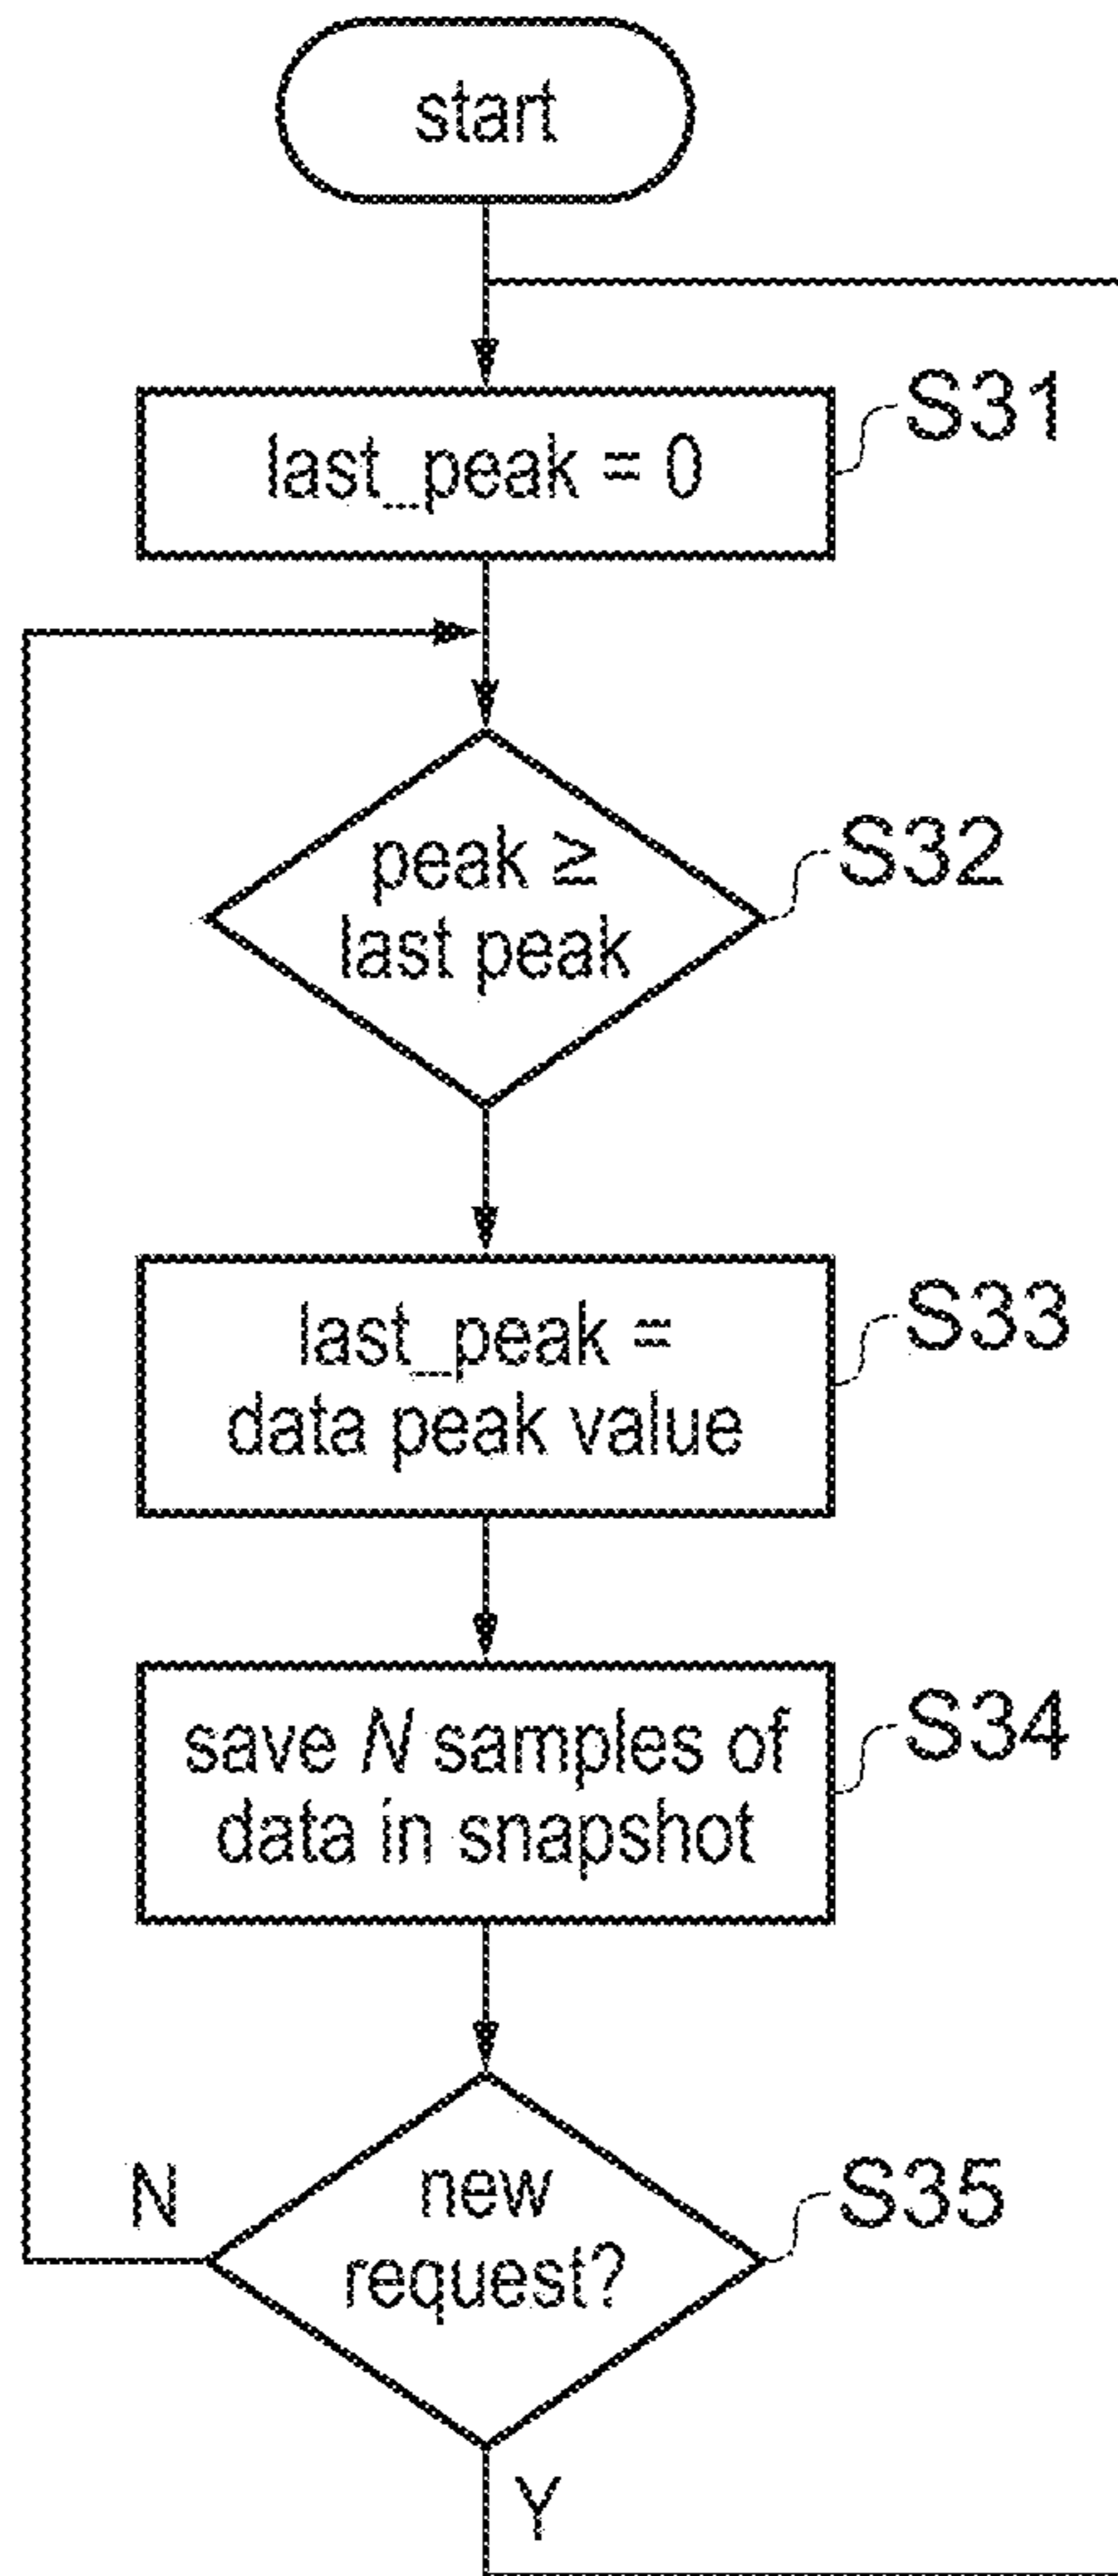 start
S31
last_peak = 0
S32
peak ≥
last peak
S33
last_peak =
data peak value
S34
save N samples of
data in snapshot
S35
N
new
request?
Y